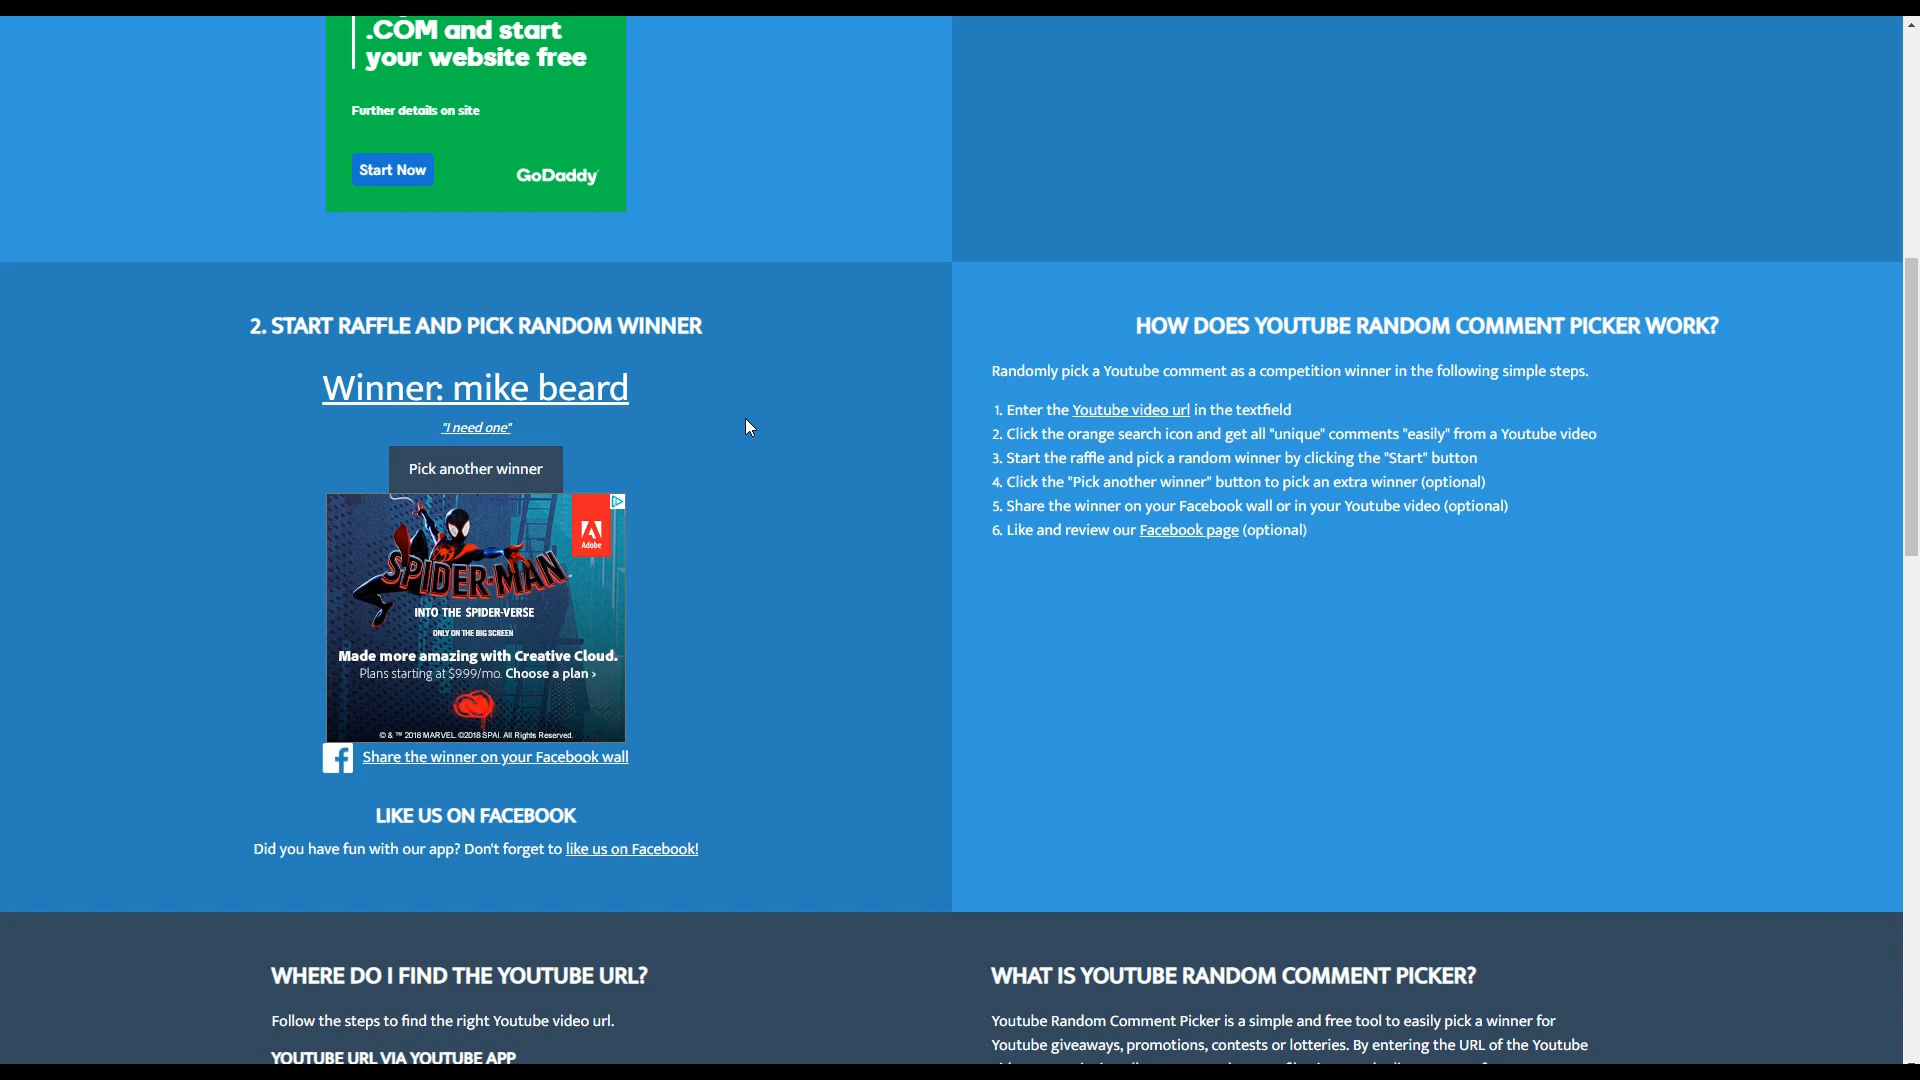 .COM and start
your website free
Further details on site
Start Now
GoDaddy
2. START RAFFLE AND PICK RANDOM WINNER
Winner: mike beard
"I need one"
Pick another winner
Adobe
SPIDER-MAN
INTO THE SPIDER-VERSE
ONLY ON THE BIG SCREEN
Made more amazing with Creative Cloud.
Plans starting at $9.99/mo. Choose a plan ›
© & ™ 2018 MARVEL. ©2018 SPAI. All Rights Reserved.
Share the winner on your Facebook wall
LIKE US ON FACEBOOK
Did you have fun with our app? Don't forget to like us on Facebook!
HOW DOES YOUTUBE RANDOM COMMENT PICKER WORK?
Randomly pick a Youtube comment as a competition winner in the following simple steps.
1. Enter the Youtube video url in the textfield
2. Click the orange search icon and get all "unique" comments "easily" from a Youtube video
3. Start the raffle and pick a random winner by clicking the "Start" button
4. Click the "Pick another winner" button to pick an extra winner (optional)
5. Share the winner on your Facebook wall or in your Youtube video (optional)
6. Like and review our Facebook page (optional)
WHERE DO I FIND THE YOUTUBE URL?
Follow the steps to find the right Youtube video url.
YOUTUBE URL VIA YOUTUBE APP
WHAT IS YOUTUBE RANDOM COMMENT PICKER?
Youtube Random Comment Picker is a simple and free tool to easily pick a winner for
Youtube giveaways, promotions, contests or lotteries. By entering the URL of the Youtube